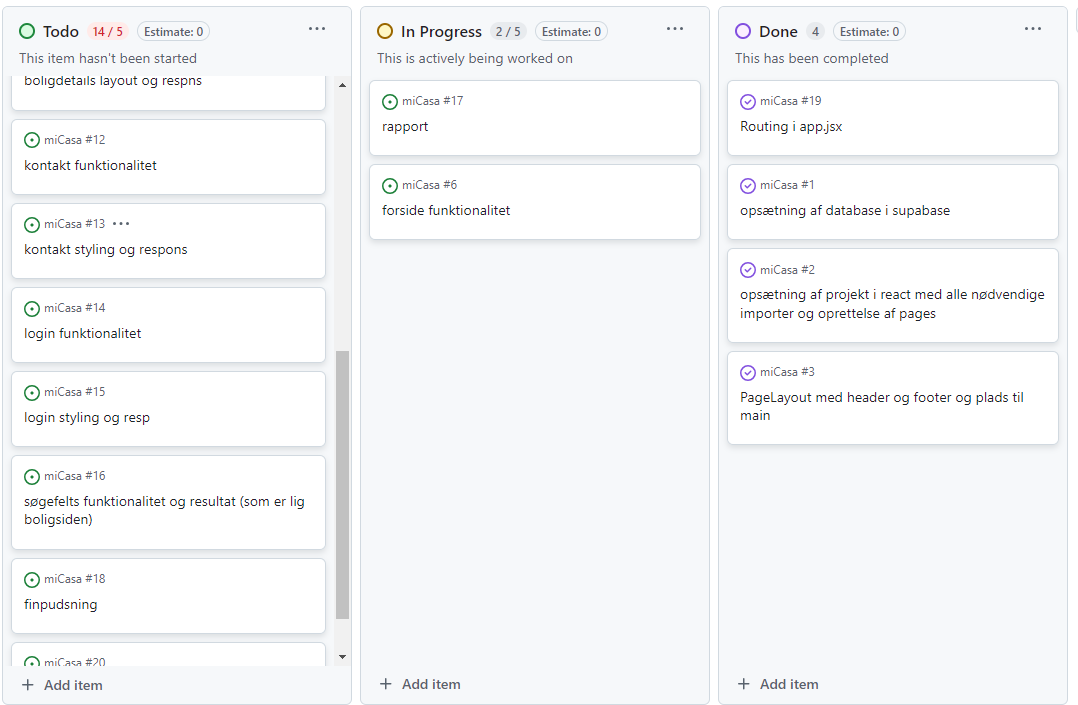 Todo 14 / 5 Estimate: 0
This item hasn't been started
boligdetails layout og respns
miCasa #12
kontakt funktionalitet
miCasa #13
kontakt styling og respons
miCasa #14
login funktionalitet
miCasa #15
login styling og resp
miCasa #16
søgefelts funktionalitet og resultat (som er lig
boligsiden)
miCasa #18
finpudsning
miCasa #20
+ Add item
In Progress 2 / 5 Estimate: 0
This is actively being worked on
miCasa #17
rapport
miCasa #6
forside funktionalitet
+ Add item
Done 4 Estimate: 0
This has been completed
miCasa #19
Routing i app.jsx
miCasa #1
opsætning af database i supabase
miCasa #2
opsætning af projekt i react med alle nødvendige
importer og oprettelse af pages
miCasa #3
PageLayout med header og footer og plads til
main
+ Add item